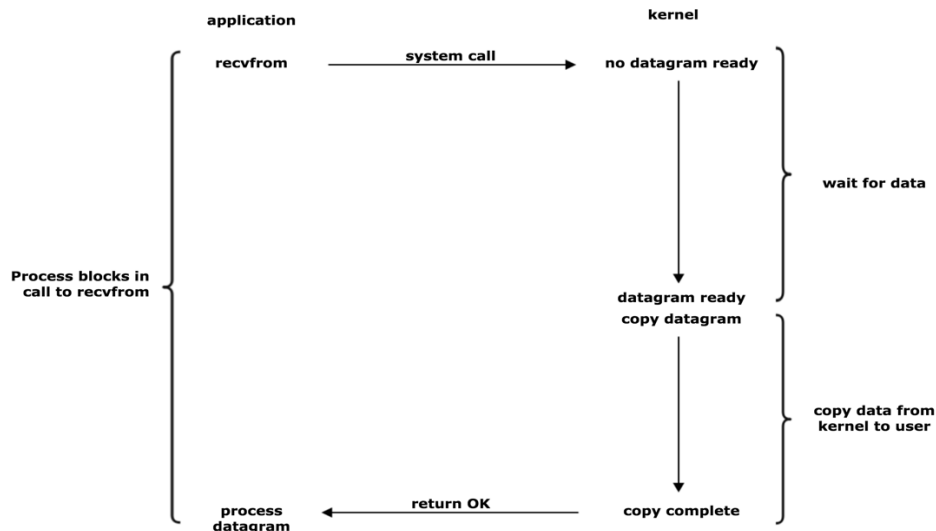 application
kernel
recvfrom
system call
no datagram ready
wait for data
Process blocks in
call to recvfrom
datagram ready
copy datagram
copy data from
kernel to user
process
datagram
return OK
copy complete